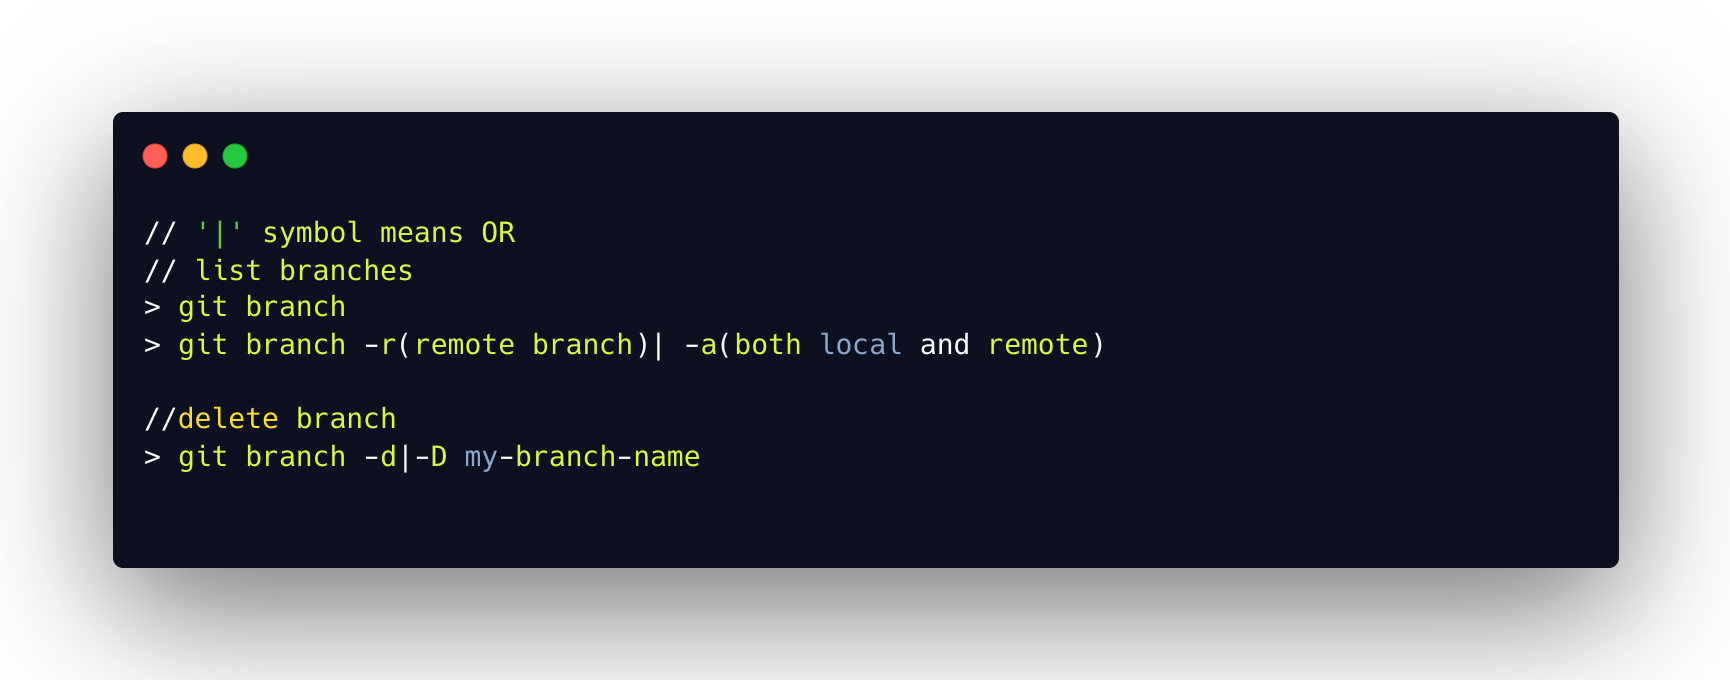 // '|' symbol means OR
// list branches
> git branch
> git branch -r(remote branch)| -a(both local and remote)
//delete branch
> git branch -d|-D my-branch-name